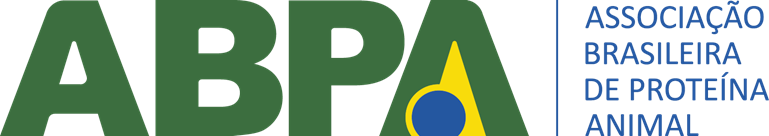 ABPA
ASSOCIAÇÃO
BRASILEIRA
DE PROTEÍNA
ANIMAL